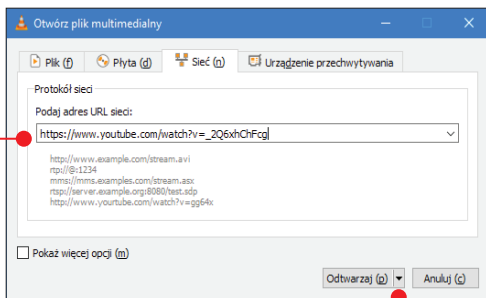 Otwórz plik multimedialny
Plik (f) Płyta (d) Sieć (n) Urządzenie przechwytywania
Protokół sieci
Podaj adres URL sieci:
https://www.youtube.com/watch?v=_2Q6xhChFcg
http://www.example.com/stream.avi
rtp://@:1234
mms://mms.examples.com/stream.asx
rtsp://server.example.org:8080/test.sdp
http://www.yourtube.com/watch?v=gg64x
Pokaż więcej opcji (m)
Odtwarzaj (p) Anuluj (c)